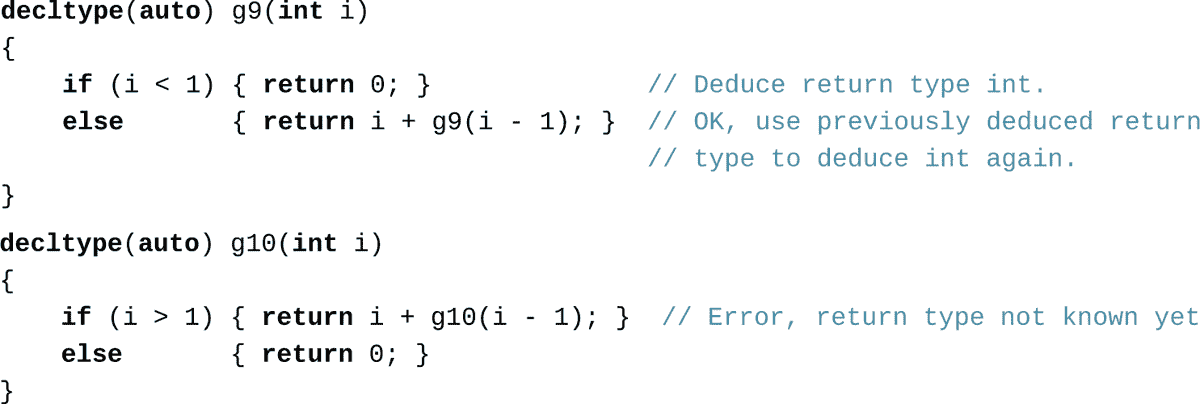 decltype(auto) g9(int i)
{
    if (i < 1) { return 0; }                // Deduce return type int.
    else       { return i + g9(i - 1); }  // OK, use previously deduced return
                                            // type to deduce int again.
}
decltype(auto) g10(int i)
{
    if (i > 1) { return i + g10(i - 1); }  // Error, return type not known yet
    else       { return 0; }
}